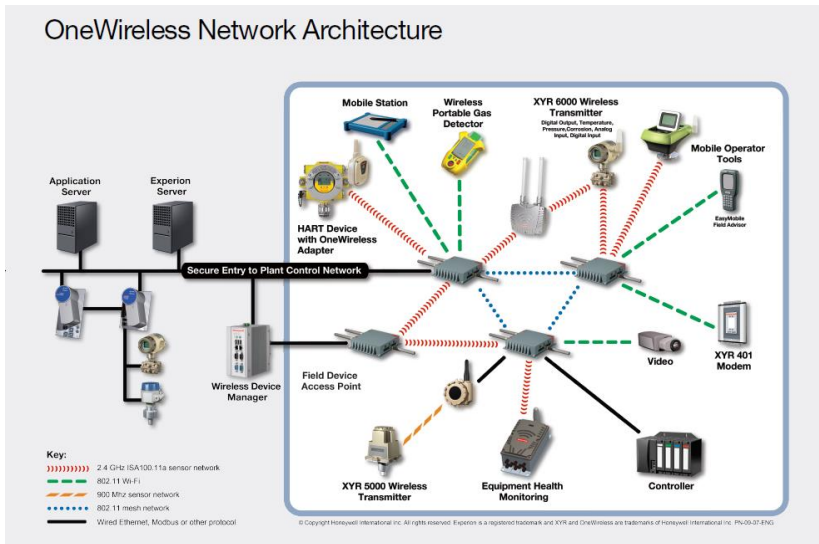 OneWireless Network Architecture
Mobile Station
Wireless
Portable Gas
Detector
XYR 6000 Wireless
Transmitter
Digital Output, Temperature,
Pressure,Corrosion, Analog
Input, Digital Input
Mobile Operator
Tools
EasyMobile
Field Advisor
Application
Server
Experion
Server
HART Device
with OneWireless
Adapter
Secure Entry to Plant Control Network
Wireless Device
Manager
Field Device
Access Point
Video
XYR 401
Modem
XYR 5000 Wireless
Transmitter
Equipment Health
Monitoring
Controller
Key:
2.4 GHz ISA100.11a sensor network
802.11 Wi-Fi
900 Mhz sensor network
802 11 mesh network
Wired Ethernet, Modbus or other protocol
© Copyright Honeywell International Inc. All rights reserved. Experion is a registered trademark and XYR and OneWireless are trademarks of Honeywell International Inc. PN-09-07-ENG